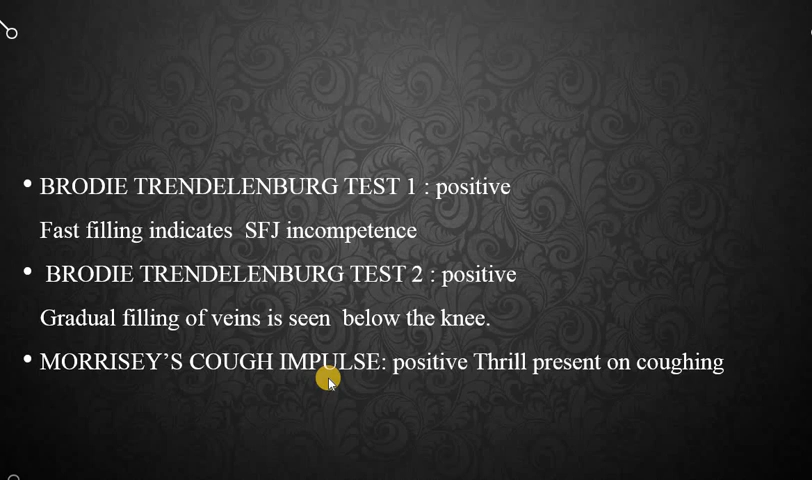 • BRODIE TRENDELENBURG TEST 1 : positive
Fast filling indicates SFJ incompetence
• BRODIE TRENDELENBURG TEST 2 : positive
Gradual filling of veins is seen below the knee.
• MORRISEY’S COUGH IMPULSE: positive Thrill present on coughing